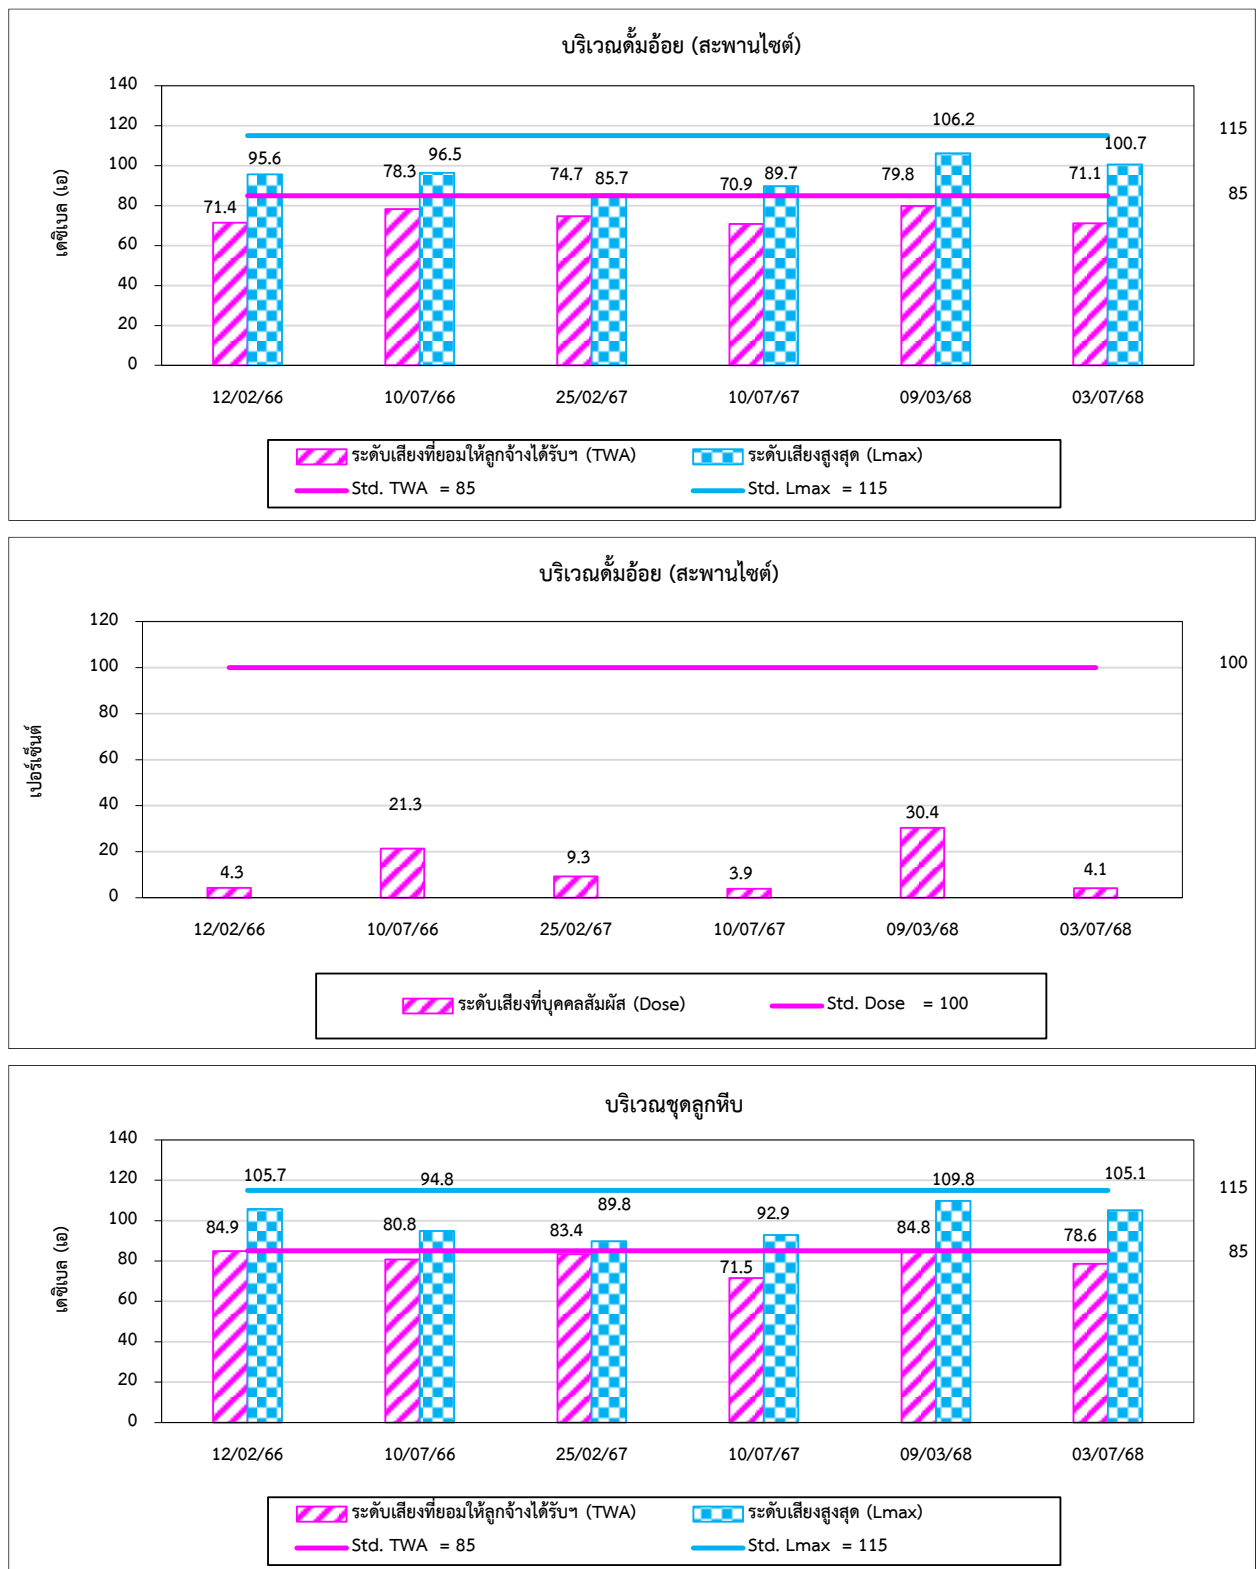 บริเวณดั้มอ้อย (สะพานไซต์)
140
120
100
80
60
40
20
0
เดซิเบล (เอ)
71.4 95.6 78.3 96.5 74.7 85.7 70.9 89.7 79.8 106.2 71.1 100.7
115
85
12/02/66 10/07/66 25/02/67 10/07/67 09/03/68 03/07/68
ระดับเสียงที่ยอมให้ลูกจ้างได้รับฯ (TWA) ระดับเสียงสูงสุด (Lmax)
Std. TWA = 85 Std. Lmax = 115
บริเวณดั้มอ้อย (สะพานไซต์)
120
100
80
60
40
20
0
เปอร์เซ็นต์
4.3 21.3 9.3 3.9 30.4 4.1
100
12/02/66 10/07/66 25/02/67 10/07/67 09/03/68 03/07/68
ระดับเสียงที่บุคคลสัมผัส (Dose) Std. Dose = 100
บริเวณชุดลูกหีบ
140
120
100
80
60
40
20
0
เดซิเบล (เอ)
84.9 105.7 80.8 94.8 83.4 89.8 71.5 92.9 84.8 109.8 78.6 105.1
115
85
12/02/66 10/07/66 25/02/67 10/07/67 09/03/68 03/07/68
ระดับเสียงที่ยอมให้ลูกจ้างได้รับฯ (TWA) ระดับเสียงสูงสุด (Lmax)
Std. TWA = 85 Std. Lmax = 115